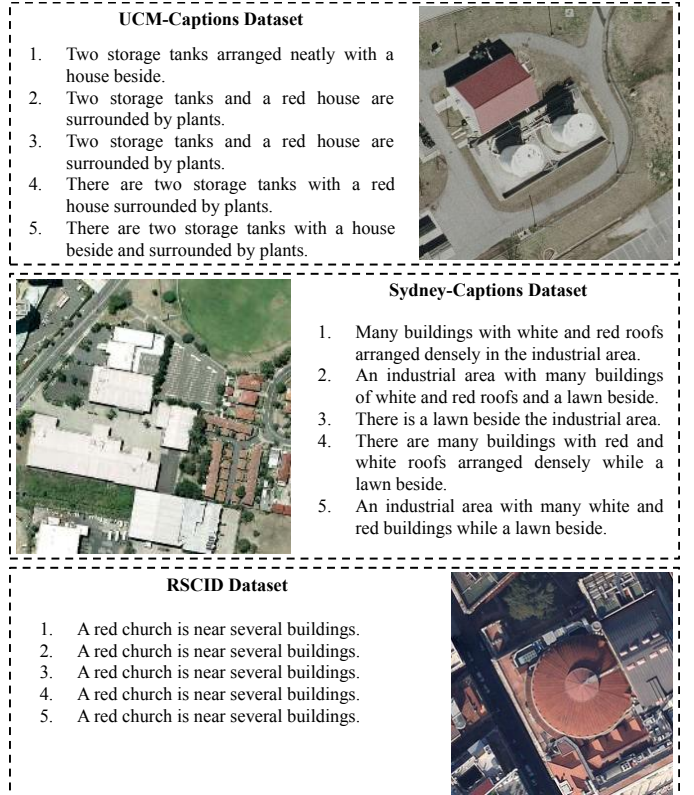 UCM-Captions Dataset
1. Two storage tanks arranged neatly with a
house beside.
2. Two storage tanks and a red house are
surrounded by plants.
3. Two storage tanks and a red house are
surrounded by plants.
4. There are two storage tanks with a red
house surrounded by plants.
5. There are two storage tanks with a house
beside and surrounded by plants.
Sydney-Captions Dataset
1. Many buildings with white and red roofs
arranged densely in the industrial area.
2. An industrial area with many buildings
of white and red roofs and a lawn beside.
3. There is a lawn beside the industrial area.
4. There are many buildings with red and
white roofs arranged densely while a
lawn beside.
5. An industrial area with many white and
red buildings while a lawn beside.
RSCID Dataset
1. A red church is near several buildings.
2. A red church is near several buildings.
3. A red church is near several buildings.
4. A red church is near several buildings.
5. A red church is near several buildings.